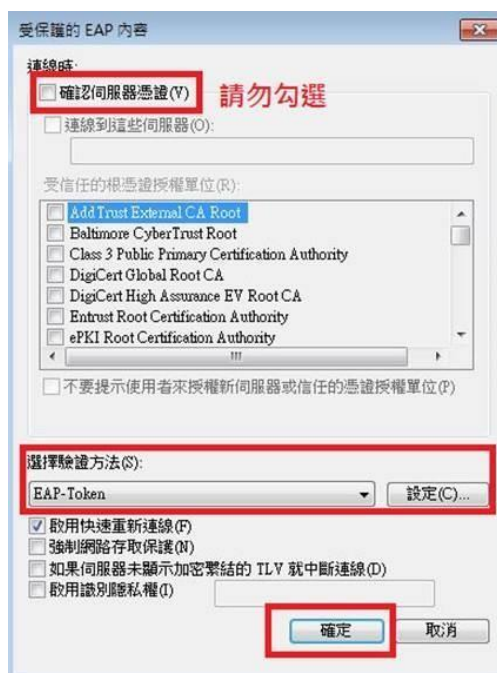 受保護的 EAP 內容
連線時:
確認伺服器憑證(V) 請勿勾選
連線到這些伺服器(O):
受信任的根憑證授權單位(R):
AddTrust External CA Root
Baltimore CyberTrust Root
Class 3 Public Primary Certification Authority
DigiCert Global Root CA
DigiCert High Assurance EV Root CA
Entrust Root Certification Authority
ePKI Root Certification Authority
不要提示使用者來授權新伺服器或信任的憑證授權單位(P)
選擇驗證方法(S):
EAP-Token 設定(C)...
啟用快速重新連線(F)
強制網路存取保護(N)
如果伺服器未顯示加密繫結的 TLV 就中斷連線(D)
啟用識別隱私權(I)
確定 取消